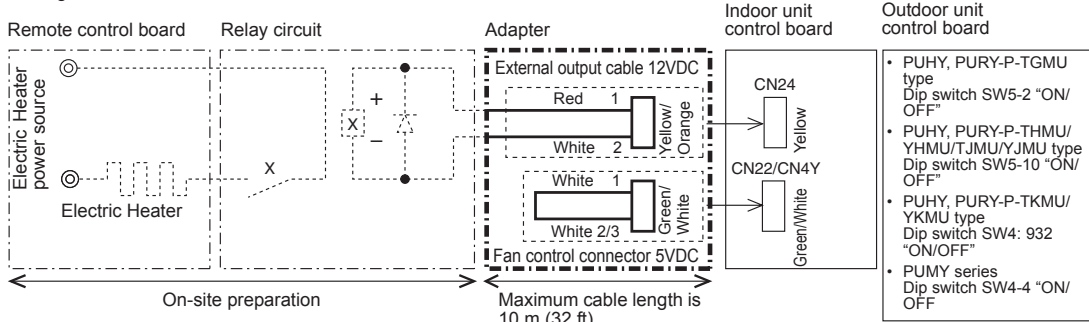 Indoor unit
control board
Outdoor unit
control board
Remote control board
Relay circuit
Adapter
Electric Heater
power source
Electric Heater
X
+
X
−
External output cable 12VDC
Red 1
White 2
Yellow/
Orange
White 1
White 2/3
Green/
White
Fan control connector 5VDC
CN24
Yellow
CN22/CN4Y
Green/White
• PUHY, PURY-P-TGMU
type
Dip switch SW5-2 “ON/
OFF”
• PUHY, PURY-P-THMU/
YHMU/TJMU/YJMU type
Dip switch SW5-10 “ON/
OFF”
• PUHY, PURY-P-TKMU/
YKMU type
Dip switch SW4: 932
“ON/OFF”
• PUMY series
Dip switch SW4-4 “ON/
OFF
On-site preparation
Maximum cable length is
10 m (32 ft)